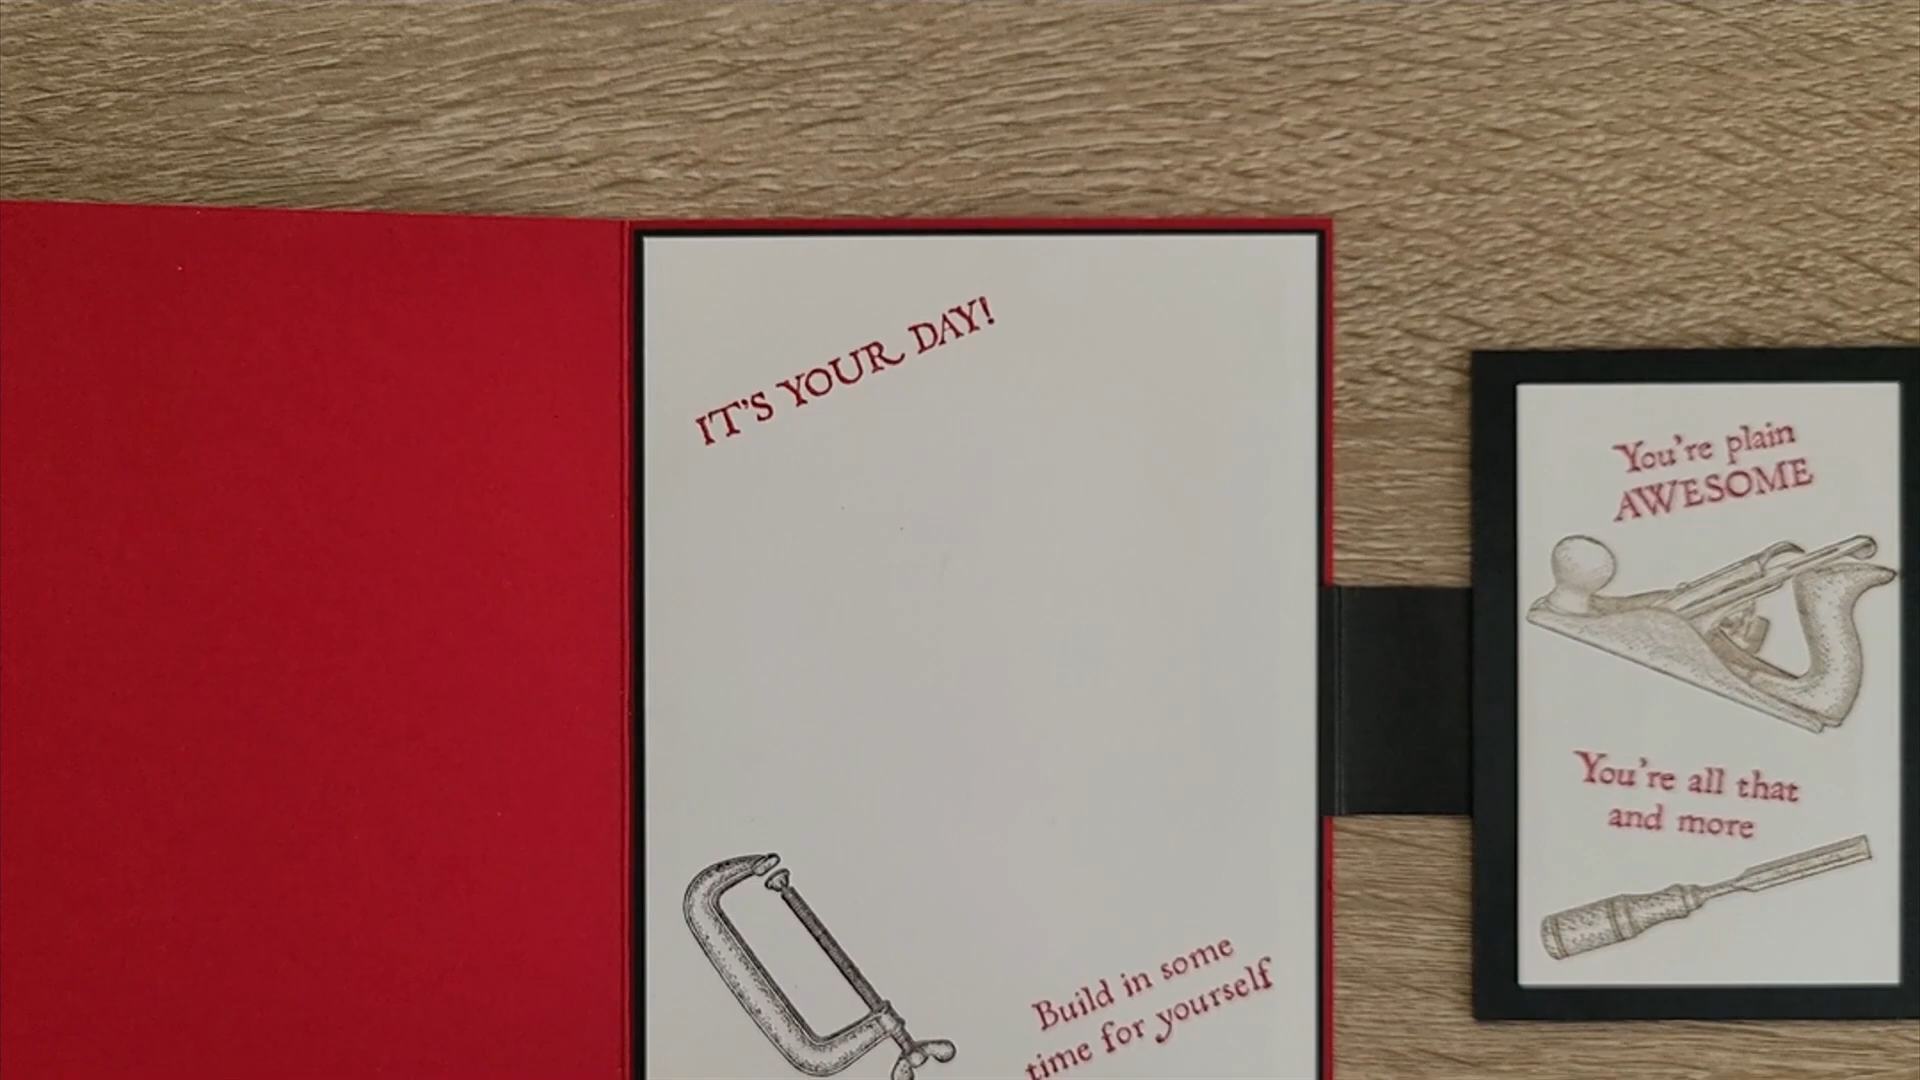 IT'S YOUR DAY!
Build in some
time for yourself
You're plain
AWESOME
You're all that
and more